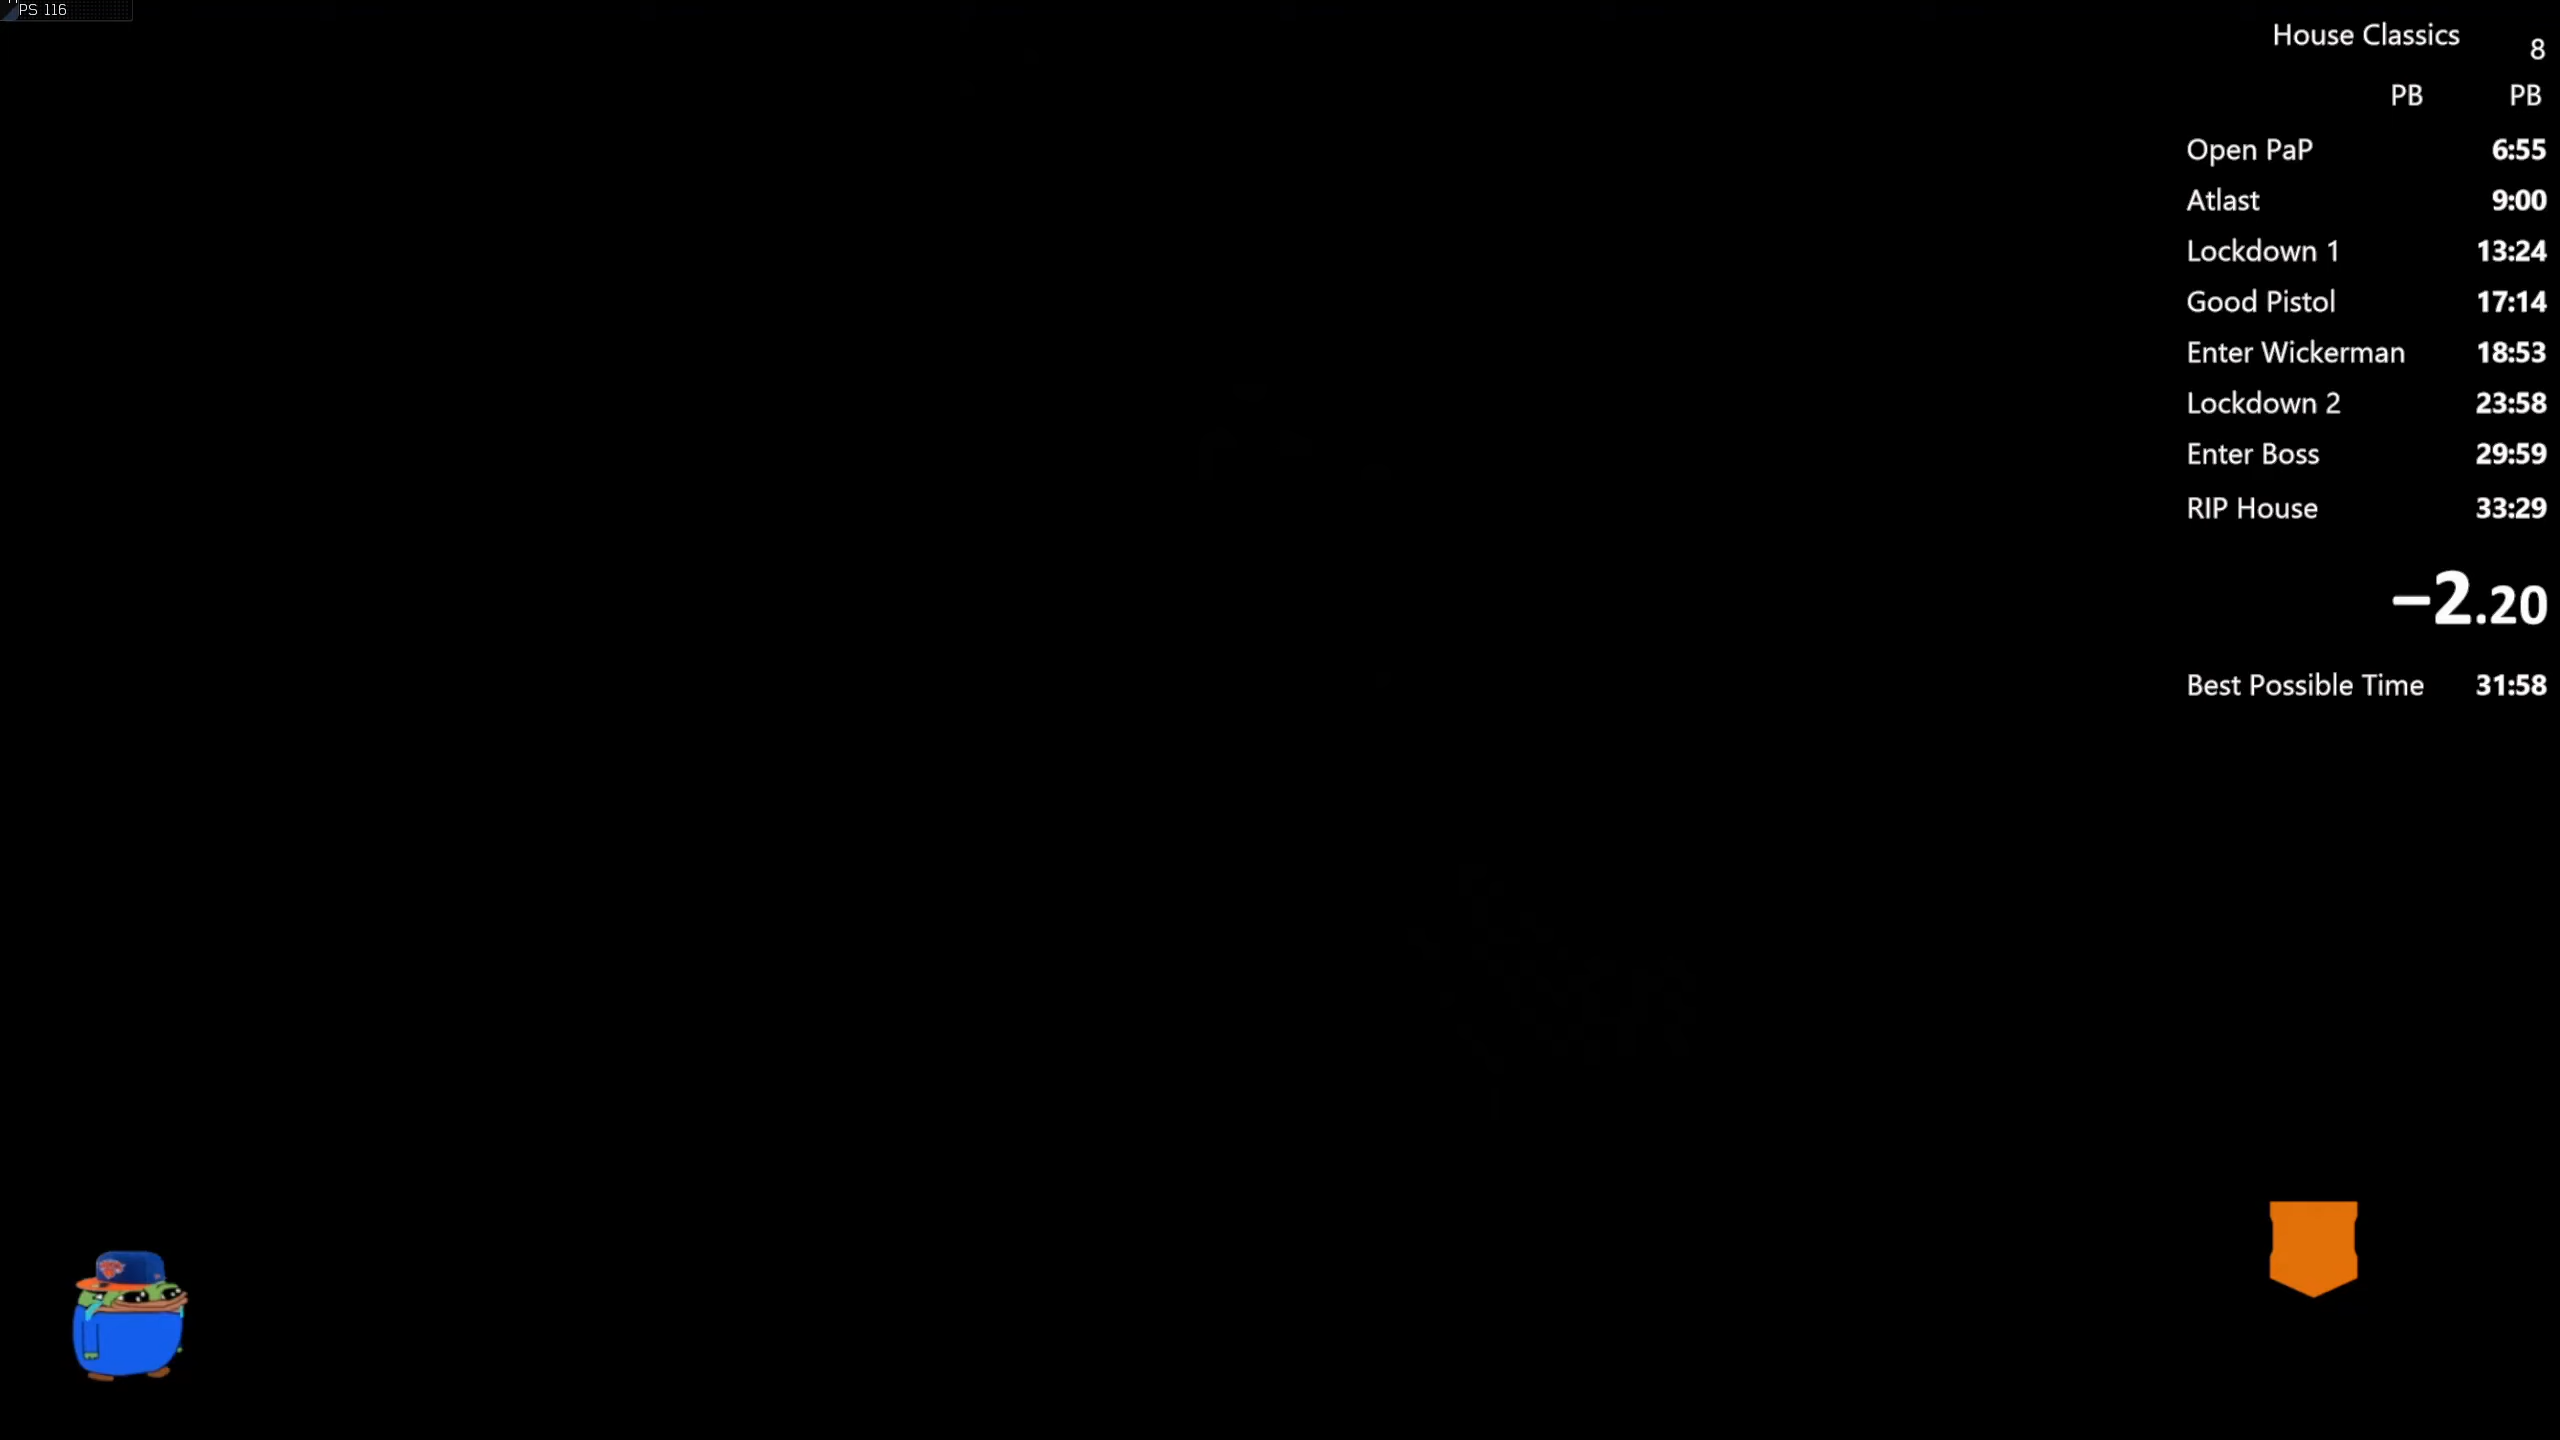 PS 116
House Classics
8
PB PB
Open PaP 6:55
Atlast 9:00
Lockdown 1 13:24
Good Pistol 17:14
Enter Wickerman 18:53
Lockdown 2 23:58
Enter Boss 29:59
RIP House 33:29
−2.20
Best Possible Time 31:58